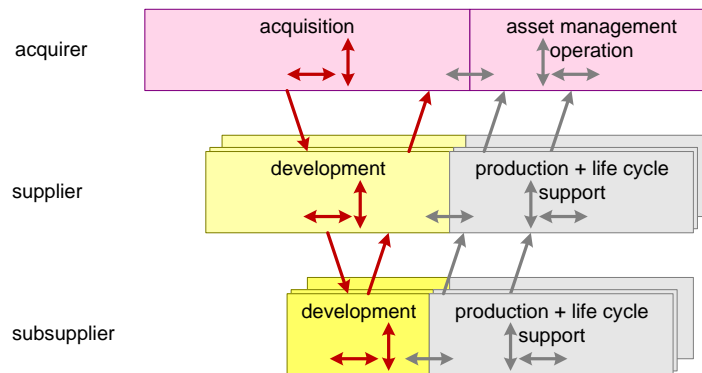 acquirer
acquisition
asset management
operation
supplier
development
production + life cycle
support
subsupplier
development
production + life cycle
support